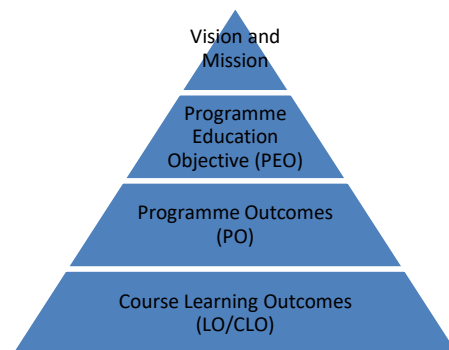 Vision and
Mission
Programme
Education
Objective (PEO)
Programme Outcomes
(PO)
Course Learning Outcomes
(LO/CLO)